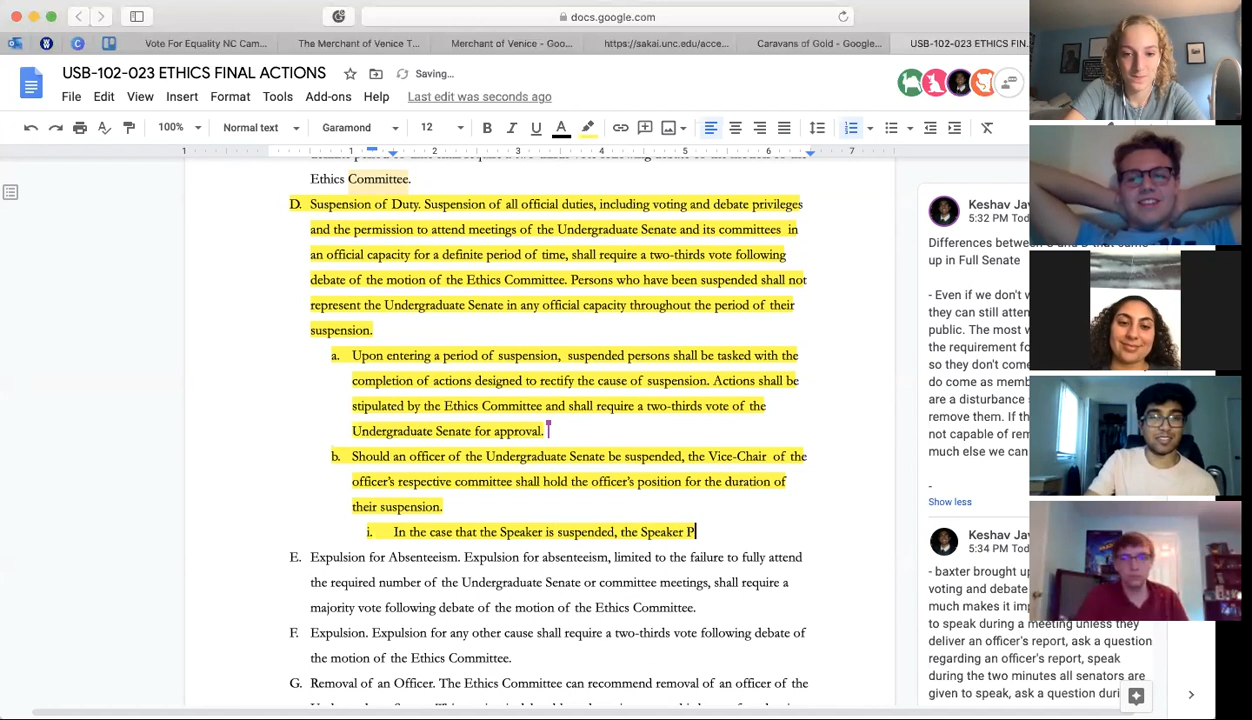 docs.google.com
Vote For Equality NC Cam...
The Merchant of Venice T...
Merchant of Venice - Goo...
https://sakai.unc.edu/acce...
Caravans of Gold - Google...
USB-102-023 ETHICS FIN
USB-102-023 ETHICS FINAL ACTIONS
Saving...
File Edit View Insert Format Tools Add-ons Help Last edit was seconds ago
100% Normal text Garamond 12 B I U A
1 1 2 3 4 5 6 7
Ethics Committee.
D. Suspension of Duty. Suspension of all official duties, including voting and debate privileges
and the permission to attend meetings of the Undergraduate Senate and its committees in
an official capacity for a definite period of time, shall require a two-thirds vote following
debate of the motion of the Ethics Committee. Persons who have been suspended shall not
represent the Undergraduate Senate in any official capacity throughout the period of their
suspension.
a. Upon entering a period of suspension, suspended persons shall be tasked with the
completion of actions designed to rectify the cause of suspension. Actions shall be
stipulated by the Ethics Committee and shall require a two-thirds vote of the
Undergraduate Senate for approval.
b. Should an officer of the Undergraduate Senate be suspended, the Vice-Chair of the
officer's respective committee shall hold the officer's position for the duration of
their suspension.
i. In the case that the Speaker is suspended, the Speaker P
E. Expulsion for Absenteeism. Expulsion for absenteeism, limited to the failure to fully attend
the required number of the Undergraduate Senate or committee meetings, shall require a
majority vote following debate of the motion of the Ethics Committee.
F. Expulsion. Expulsion for any other cause shall require a two-thirds vote following debate of
the motion of the Ethics Committee.
G. Removal of an Officer. The Ethics Committee can recommend removal of an officer of the
Keshav Ja
5:32 PM Tod
Differences between
up in Full Senate
- Even if we don't w
they can still atten
public. The most w
the requirement fo
so they don't come
do come as memb
are a disturbance
remove them. If th
not capable of rem
much else we can
-
Show less
Keshav Ja
5:34 PM Tod
- baxter brought up
voting and debate
much makes it imp
to speak during a meeting unless they
deliver an officer's report, ask a question
regarding an officer's report, speak
during the two minutes all senators are
given to speak, ask a question duri